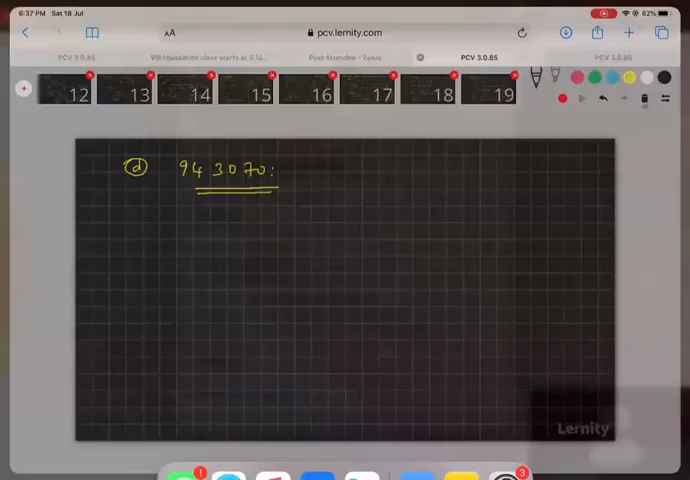 6:37 PM Sat 18 Jul
82%
AA
pcv.lernity.com
PCV 3.0.85
VIII foundation class starts at 3.10...
Post Attendee - Zoom
PCV 3.0.85
PCV 3.0.85
12 13 14 15 16 17 18 19
d 943070:
Lernity
! 3